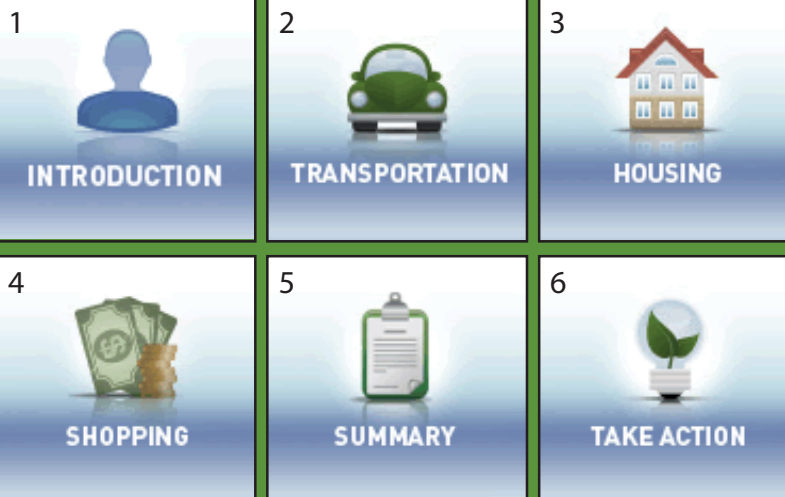 1
INTRODUCTION
2
TRANSPORTATION
3
HOUSING
4
$
SHOPPING
5
SUMMARY
6
TAKE ACTION